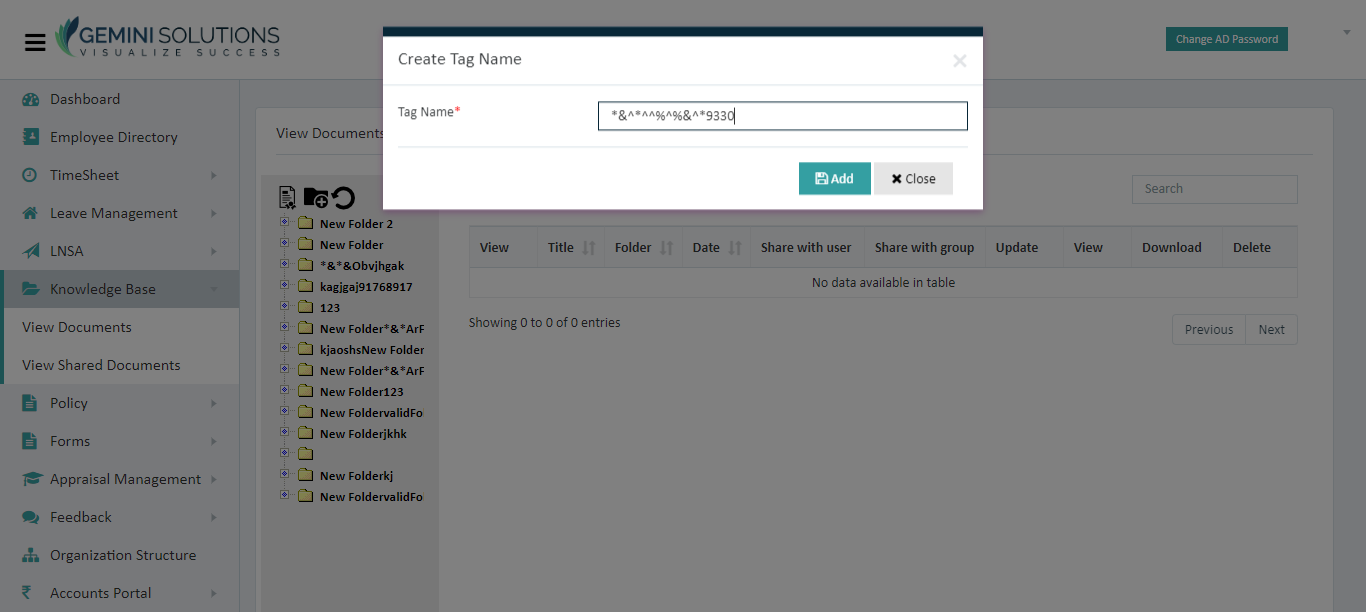 GEMINI SOLUTIONS
VISUALIZE SUCCESS
Change AD Password
Create Tag Name
×
Tag Name*
*&^*^^%^%&^*9330
Add
Close
Dashboard
Employee Directory
TimeSheet
Leave Management
LNSA
Knowledge Base
View Documents
View Shared Documents
Policy
Forms
Appraisal Management
Feedback
Organization Structure
Accounts Portal
View Documents
New Folder 2
New Folder
*&*&Obvjhgak
kagjgaj91768917
123
New Folder*&*ArF
kjaoshsNew Folder
New Folder*&*ArF
New Folder123
New FoldervalidFo
New Folderjkhk
New Folderkj
New FoldervalidFo
Search
View Title Folder Date Share with user Share with group Update View Download Delete
No data available in table
Showing 0 to 0 of 0 entries
Previous Next